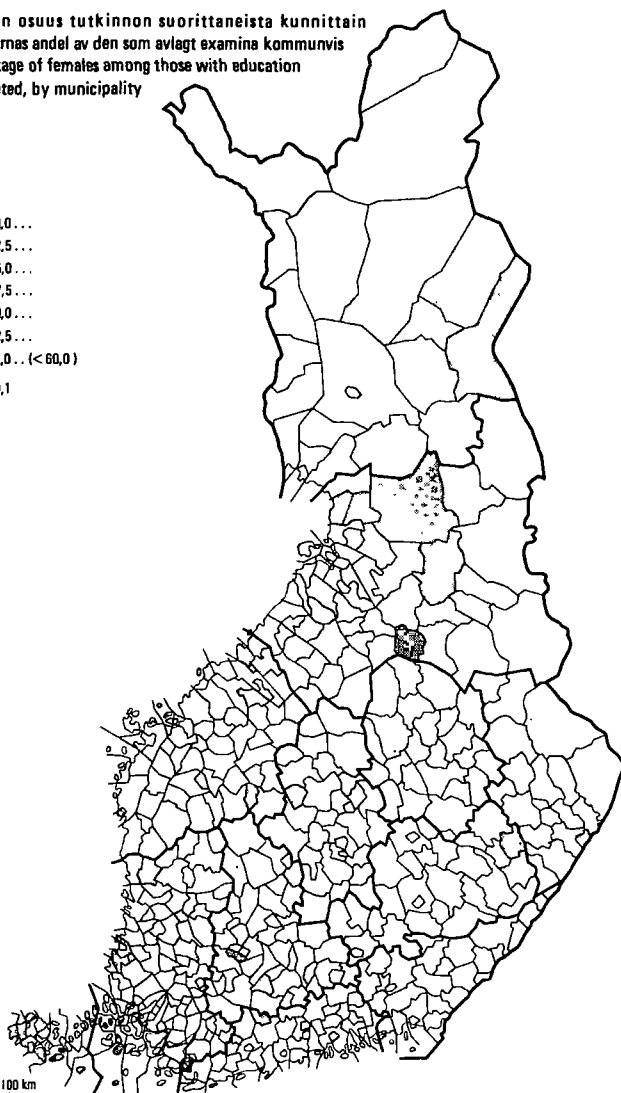 n osuus tutkinnon suorittaneista kunnittain
rnas andel av den som avlagt examina kommunvis
tage of females among those with education
ted, by municipality
,0...
,5...
,0...
,5...
,0...
,5...
,0.. (< 60,0)
,1
100 km